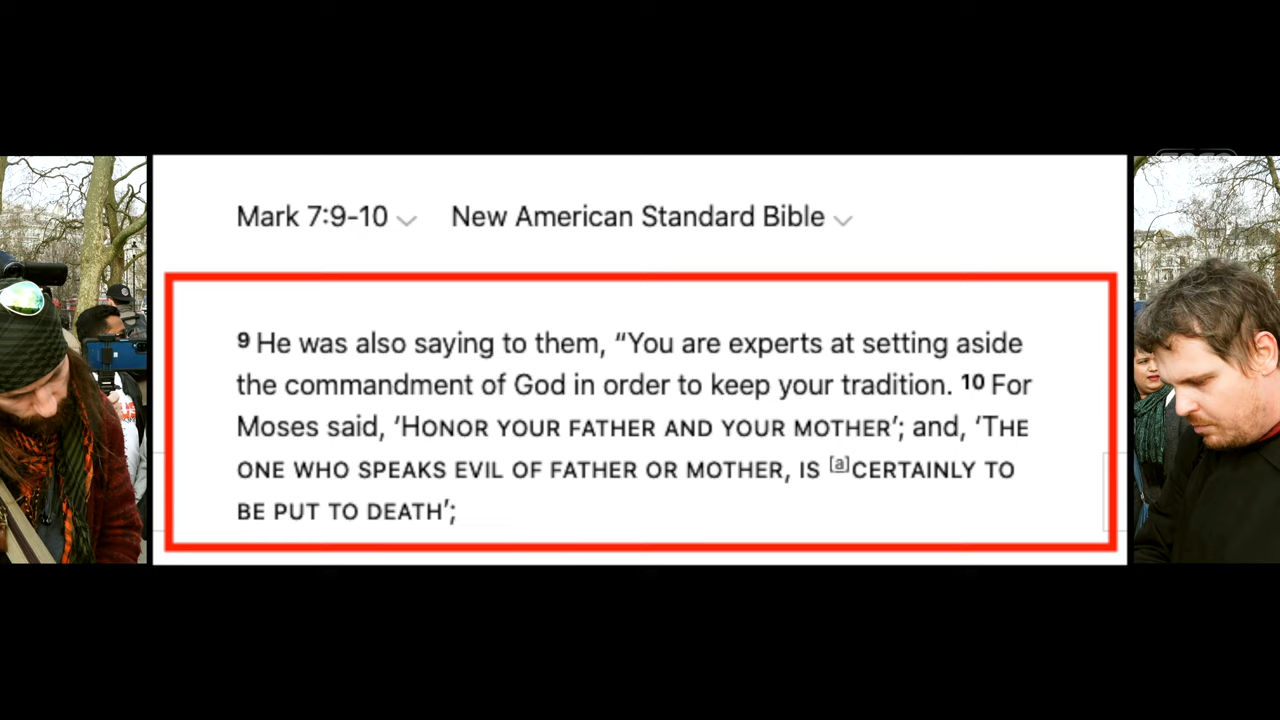 Mark 7:9-10 New American Standard Bible
9 He was also saying to them, “You are experts at setting aside
the commandment of God in order to keep your tradition. 10 For
Moses said, ‘HONOR YOUR FATHER AND YOUR MOTHER’; and, ‘THE
ONE WHO SPEAKS EVIL OF FATHER OR MOTHER, IS [a]CERTAINLY TO
BE PUT TO DEATH’;